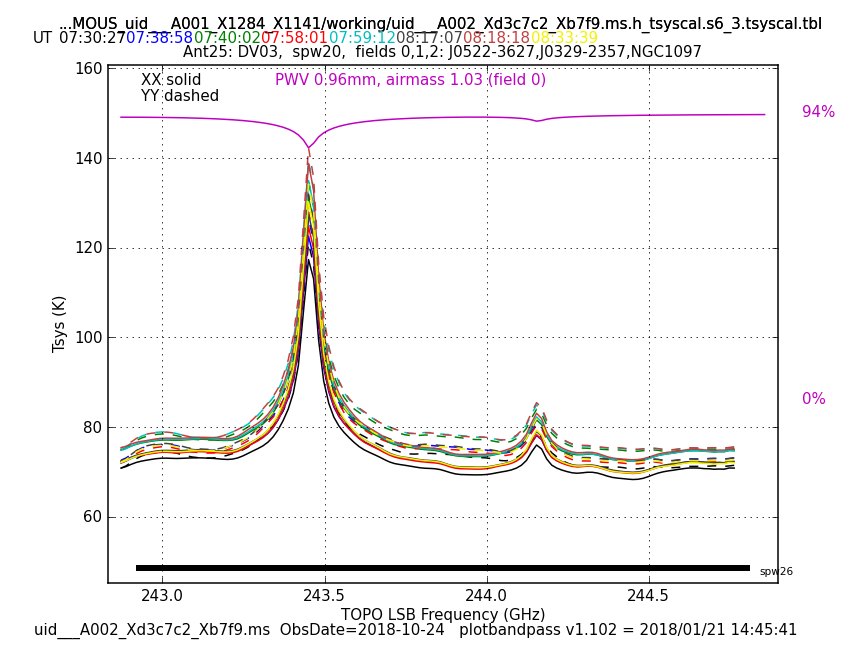 ...MOUS_uid___A001_X1284_X1141/working/uid___A002_Xd3c7c2_Xb7f9.ms.h_tsyscal.s6_3.tsyscal.tbl
UT 07:30:27 07:38:58 07:40:02 07:58:01 07:59:12 08:17:07 08:18:18 08:33:39
Ant25: DV03, spw20, fields 0,1,2: J0522-3627,J0329-2357,NGC1097
XX solid
YY dashed
PWV 0.96mm, airmass 1.03 (field 0)
94%
0%
160
140
120
100
80
60
Tsys (K)
spw26
243.0 243.5 244.0 244.5
TOPO LSB Frequency (GHz)
uid___A002_Xd3c7c2_Xb7f9.ms ObsDate=2018-10-24 plotbandpass v1.102 = 2018/01/21 14:45:41